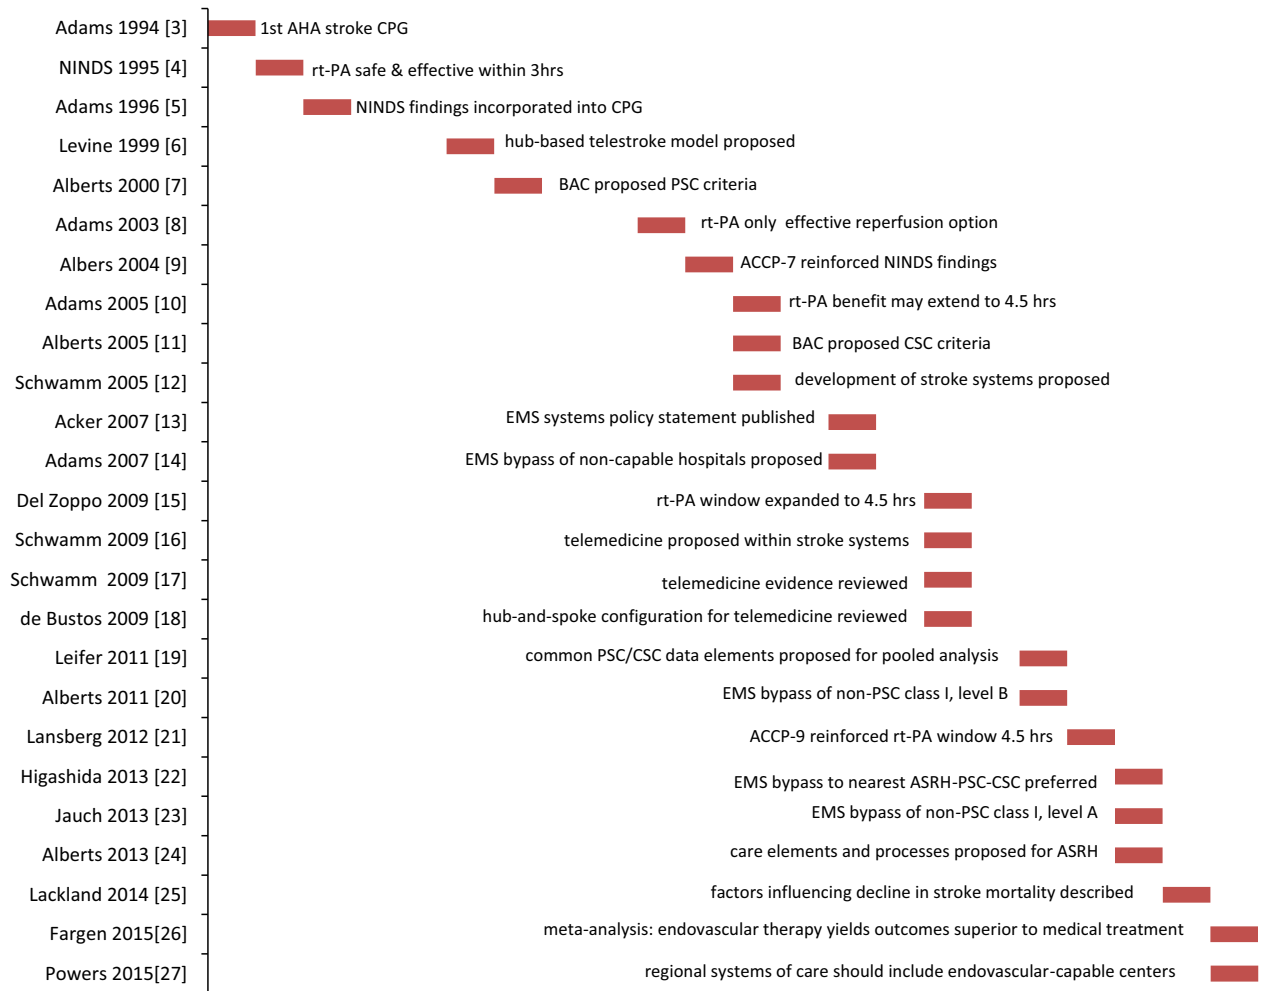 Adams 1994 [3] 1st AHA stroke CPG
NINDS 1995 [4] rt-PA safe & effective within 3hrs
Adams 1996 [5] NINDS findings incorporated into CPG
Levine 1999 [6] hub-based telestroke model proposed
Alberts 2000 [7] BAC proposed PSC criteria
Adams 2003 [8] rt-PA only effective reperfusion option
Albers 2004 [9] ACCP-7 reinforced NINDS findings
Adams 2005 [10] rt-PA benefit may extend to 4.5 hrs
Alberts 2005 [11] BAC proposed CSC criteria
Schwamm 2005 [12] development of stroke systems proposed
Acker 2007 [13] EMS systems policy statement published
Adams 2007 [14] EMS bypass of non-capable hospitals proposed
Del Zoppo 2009 [15] rt-PA window expanded to 4.5 hrs
Schwamm 2009 [16] telemedicine proposed within stroke systems
Schwamm 2009 [17] telemedicine evidence reviewed
de Bustos 2009 [18] hub-and-spoke configuration for telemedicine reviewed
Leifer 2011 [19] common PSC/CSC data elements proposed for pooled analysis
Alberts 2011 [20] EMS bypass of non-PSC class I, level B
Lansberg 2012 [21] ACCP-9 reinforced rt-PA window 4.5 hrs
Higashida 2013 [22] EMS bypass to nearest ASRH-PSC-CSC preferred
Jauch 2013 [23] EMS bypass of non-PSC class I, level A
Alberts 2013 [24] care elements and processes proposed for ASRH
Lackland 2014 [25] factors influencing decline in stroke mortality described
Fargen 2015[26] meta-analysis: endovascular therapy yields outcomes superior to medical treatment
Powers 2015[27] regional systems of care should include endovascular-capable centers